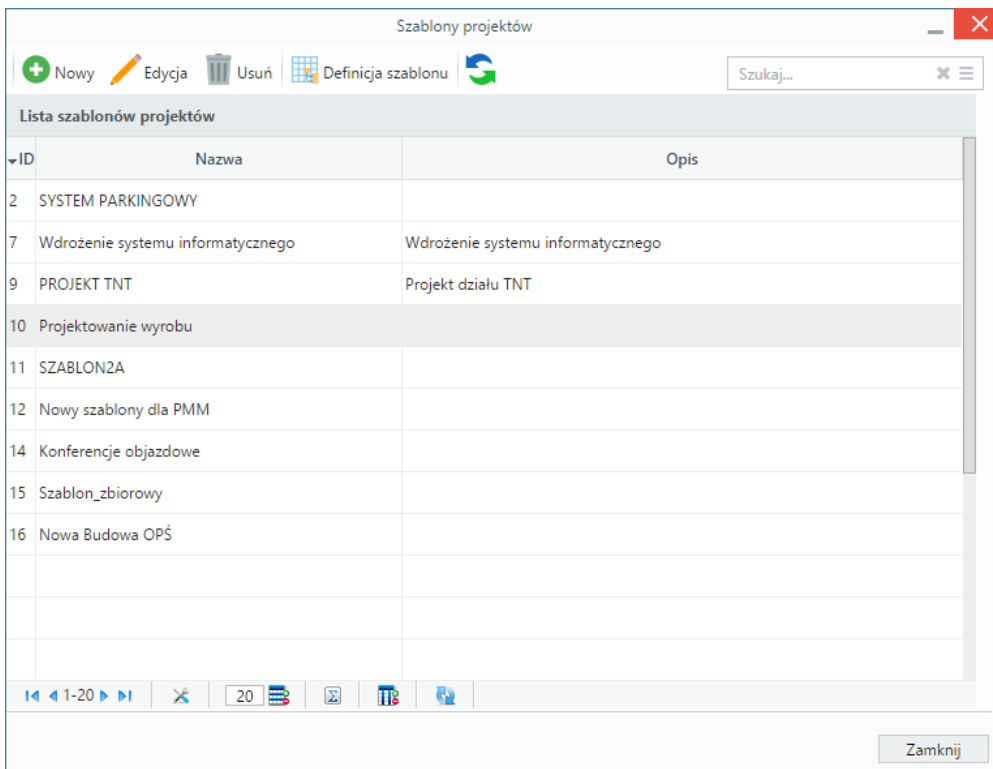 Szablony projektów
Nowy Edycja Usuń Definicja szablonu Szukaj...
Lista szablonów projektów
ID Nazwa Opis
2 SYSTEM PARKINGOWY
7 Wdrożenie systemu informatycznego Wdrożenie systemu informatycznego
9 PROJEKT TNT Projekt działu TNT
10 Projektowanie wyrobu
11 SZABLON2A
12 Nowy szablony dla PMM
14 Konferencje objazdowe
15 Szablon_zbiorowy
16 Nowa Budowa OPŚ
1-20 20
Zamknij